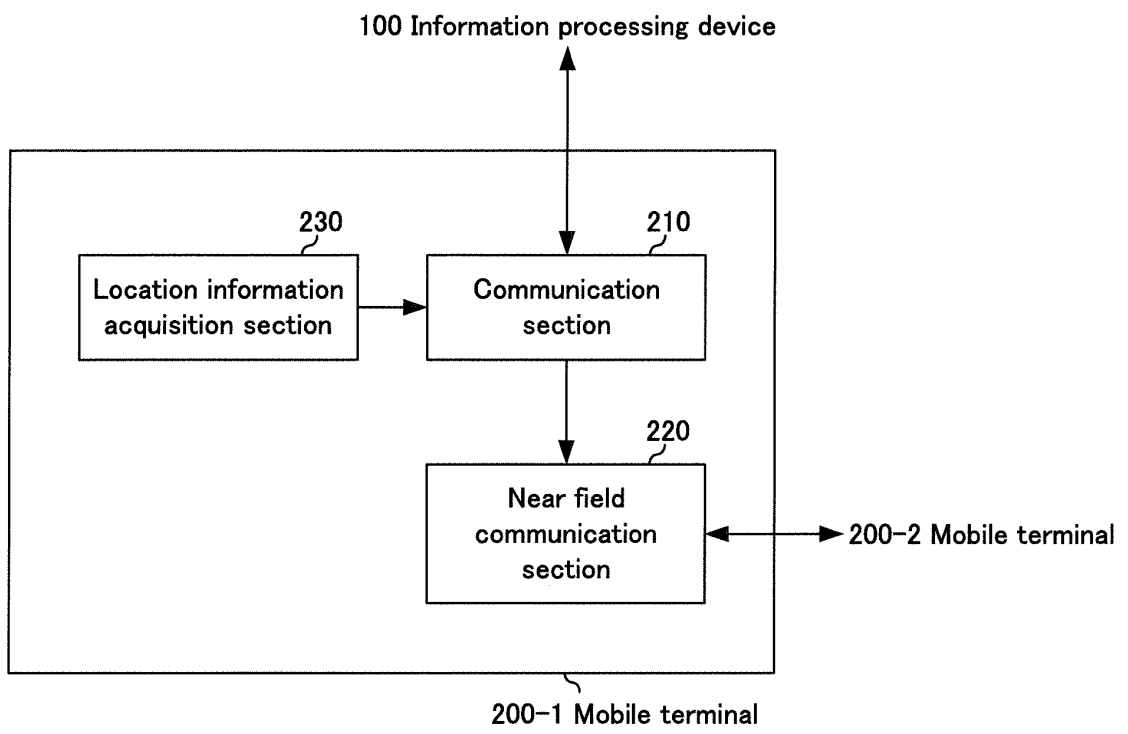 100 Information processing device
230
210
Location information
acquisition section
Communication
section
220
Near field
communication
section
200-2 Mobile terminal
200-1 Mobile terminal